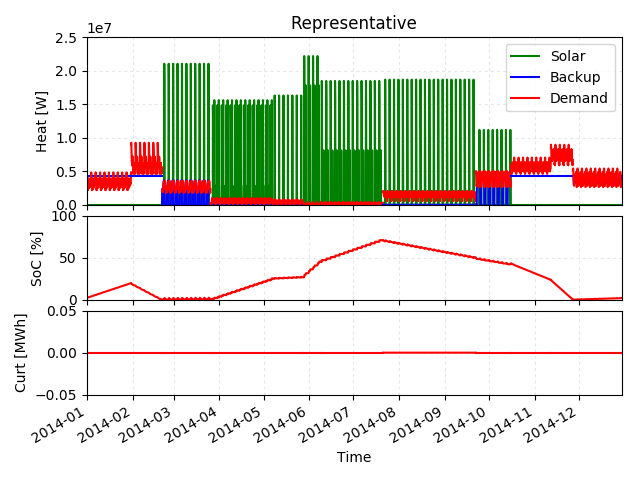 Representative
1e7
2.5
2.0
1.5
1.0
0.5
0.0
Heat [W]
Solar
Backup
Demand
100
50
0
SoC [%]
0.05
0.00
−0.05
Curt [MWh]
2014-01
2014-02
2014-03
2014-04
2014-05
2014-06
2014-07
2014-08
2014-09
2014-10
2014-11
2014-12
Time